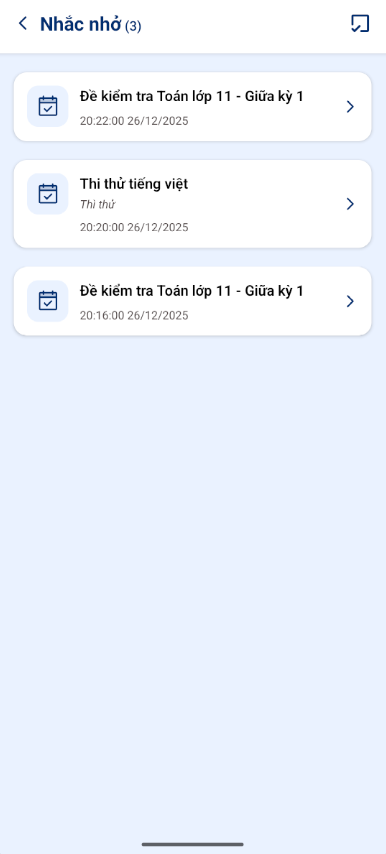 Nhắc nhở (3)
Đề kiểm tra Toán lớp 11 - Giữa kỳ 1
20:22:00 26/12/2025
Thi thử tiếng việt
Thi thử
20:20:00 26/12/2025
Đề kiểm tra Toán lớp 11 - Giữa kỳ 1
20:16:00 26/12/2025